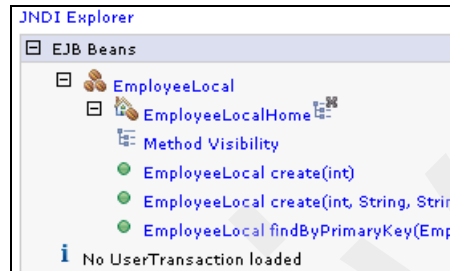 JNDI Explorer
EJB Beans
EmployeeLocal
EmployeeLocalHome
Method Visibility
EmployeeLocal create(int)
EmployeeLocal create(int, String, Strin
EmployeeLocal findByPrimaryKey(Emp
No UserTransaction loaded